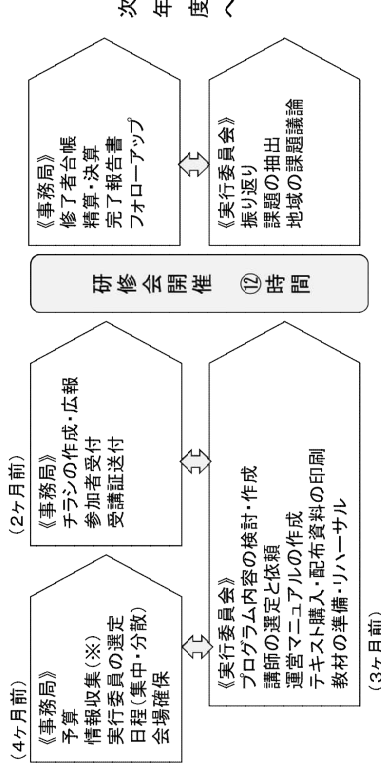 (4ヶ月前)
《事務局》
予算
情報収集(※)
実行委員の選定
日程(集中・分散)
会場確保
(2ヶ月前)
《事務局》
チラシの作成・広報
参加者受付
受講証送付
《実行委員会》
プログラム内容の検討・作成
講師の選定と依頼
運営マニュアルの作成
テキスト購入・配布資料の印刷
教材の準備・リハーサル
(3ヶ月前)
研修会開催 ⑫時間
《事務局》
修了者台帳
精算・決算
完了報告書
フォローアップ
《実行委員会》
振り返り
課題の抽出
地域の課題議論
次年度へ